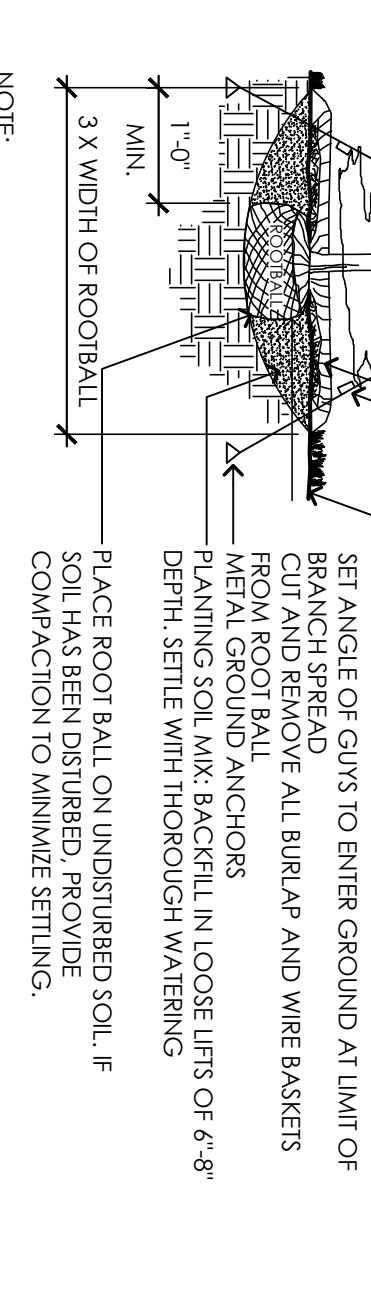 SET ANGLE OF GUYS TO ENTER GROUND AT LIMIT OF
BRANCH SPREAD
CUT AND REMOVE ALL BURLAP AND WIRE BASKETS
FROM ROOT BALL
METAL GROUND ANCHORS
PLANTING SOIL MIX: BACKFILL IN LOOSE LIFTS OF 6"-8"
DEPTH. SETTLE WITH THOROUGH WATERING
PLACE ROOT BALL ON UNDISTURBED SOIL. IF
SOIL HAS BEEN DISTURBED, PROVIDE
COMPACTION TO MINIMIZE SETTLING.
ROOTBALL
1"-0"
MIN.
3 X WIDTH OF ROOTBALL
NOTE: